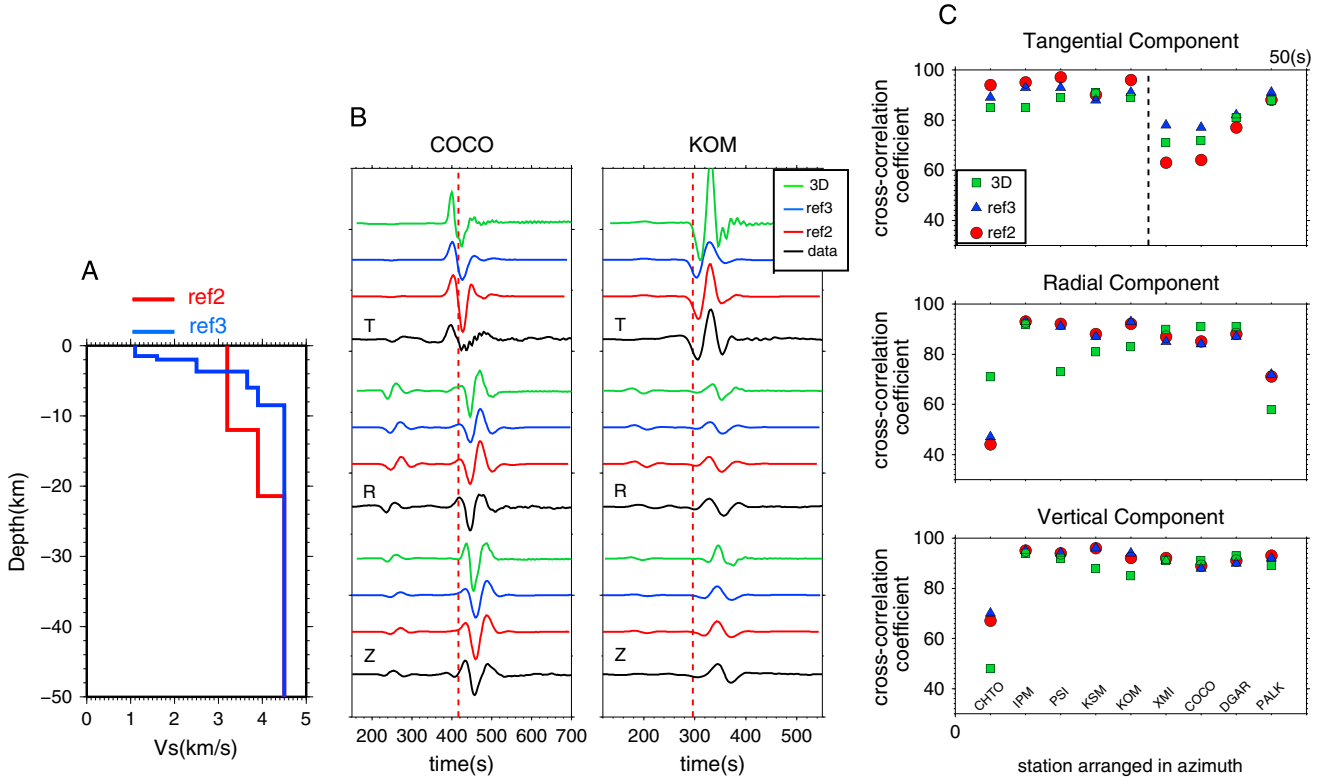 A
ref2
ref3
0
−10
−20
−30
−40
−50
Depth(km)
0 1 2 3 4 5
Vs(km/s)
B
COCO
KOM
3D
ref3
ref2
data
T
R
Z
T
R
Z
200 300 400 500 600 700
time(s)
200 300 400 500
time(s)
C
Tangential Component
50(s)
100
80
60
40
cross−correlation
coefficient
3D
ref3
ref2
Radial Component
100
80
60
40
cross−correlation
coefficient
Vertical Component
100
80
60
40
cross−correlation
coefficient
CHTO
IPM
PSI
KSM
KOM
XMI
COCO
DGAR
PALK
0
station arranged in azimuth